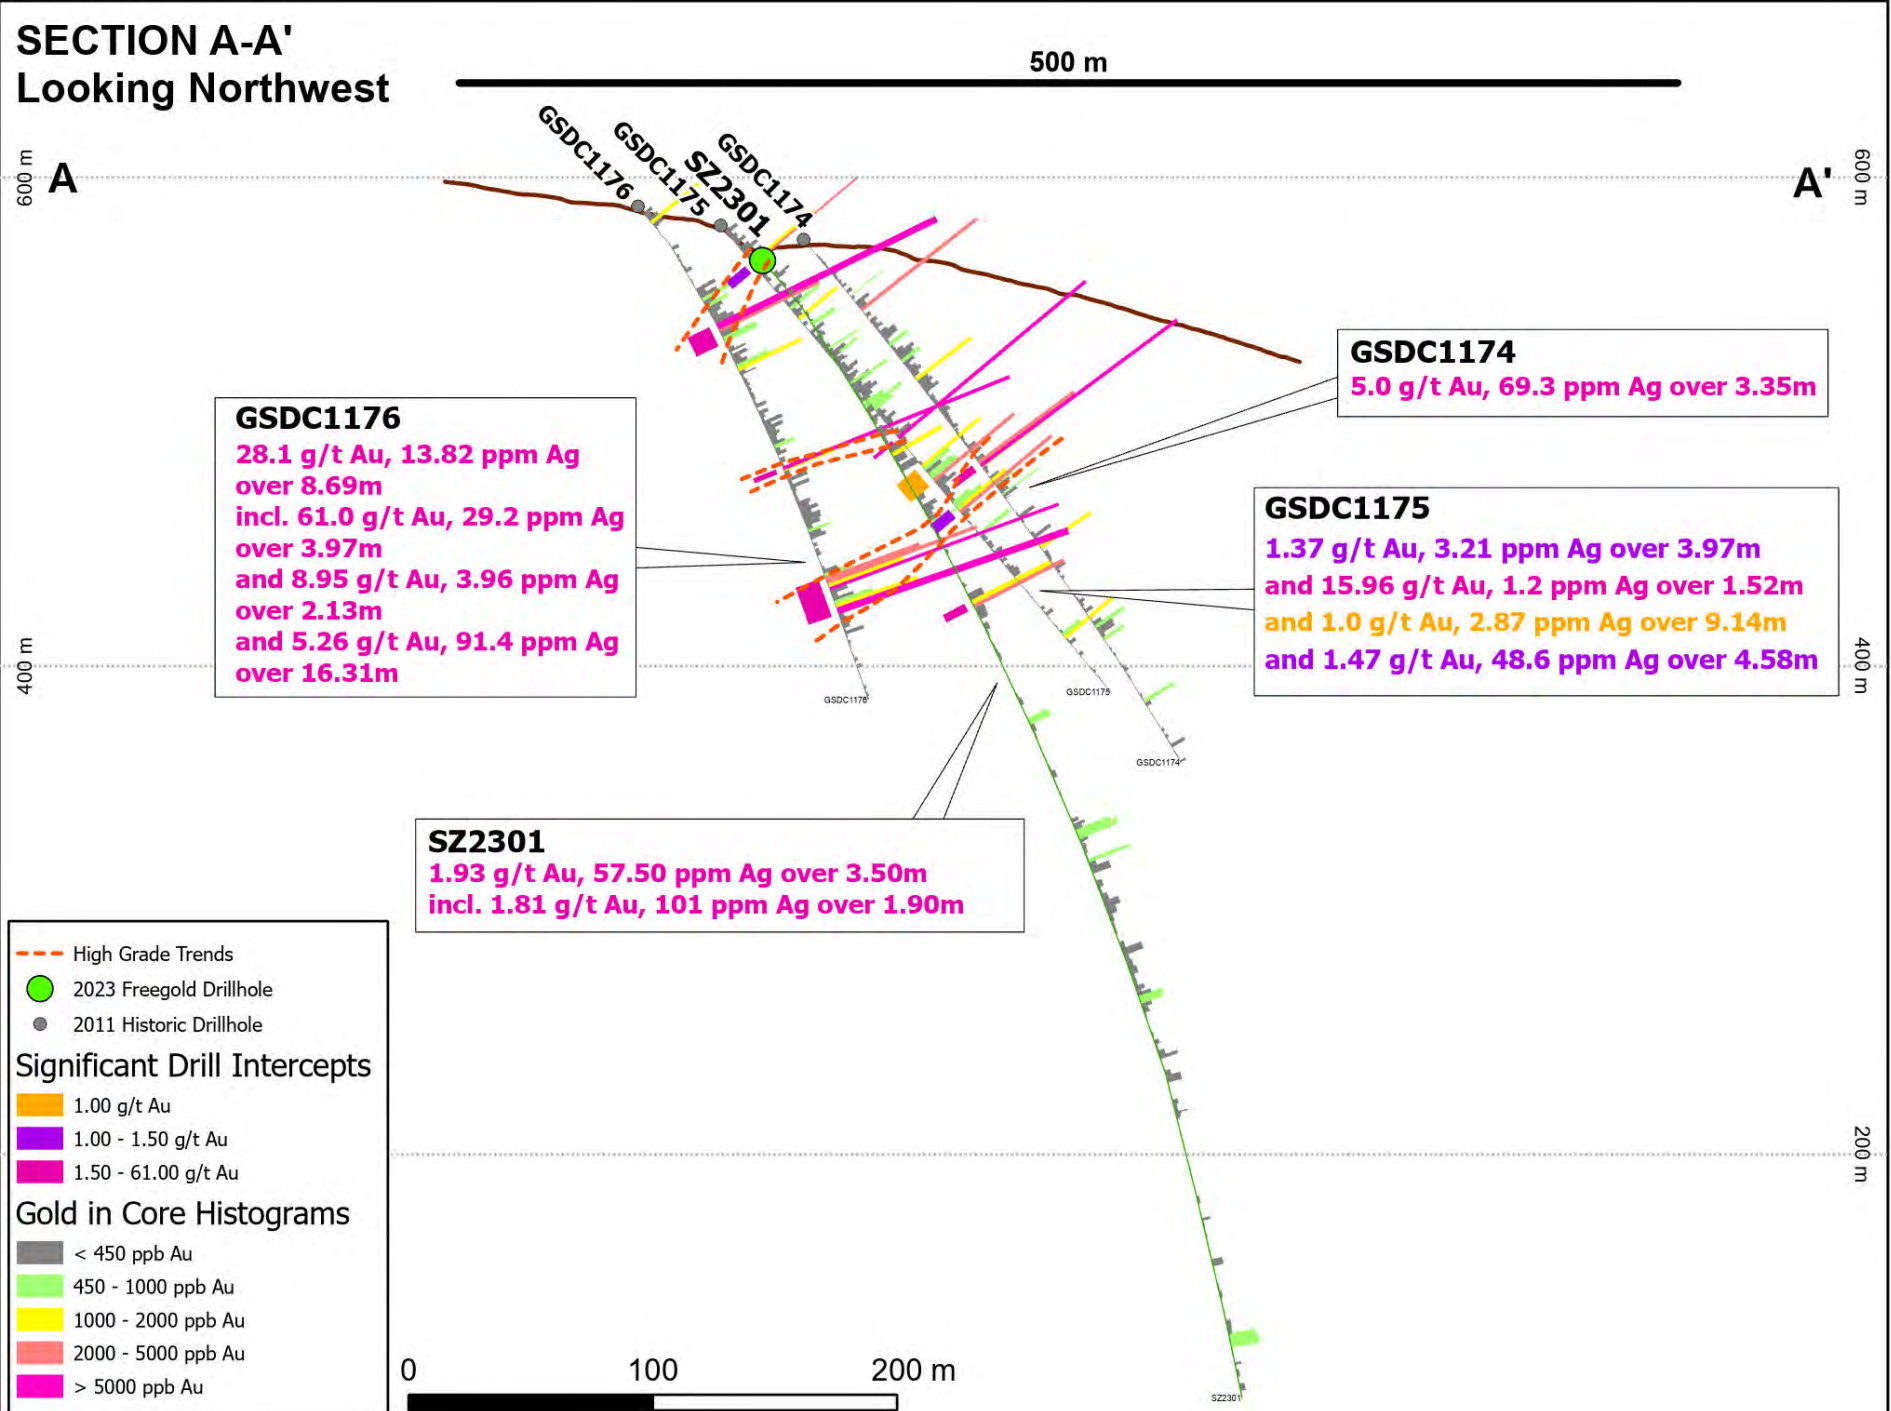 SECTION A-A'
Looking Northwest
500 m
GSDC1176
GSDC1175
SZ2301
GSDC1174
600 m
A
A'
600 m
GSDC1174
5.0 g/t Au, 69.3 ppm Ag over 3.35m
GSDC1176
28.1 g/t Au, 13.82 ppm Ag
over 8.69m
incl. 61.0 g/t Au, 29.2 ppm Ag
over 3.97m
and 8.95 g/t Au, 3.96 ppm Ag
over 2.13m
and 5.26 g/t Au, 91.4 ppm Ag
over 16.31m
GSDC1175
1.37 g/t Au, 3.21 ppm Ag over 3.97m
and 15.96 g/t Au, 1.2 ppm Ag over 1.52m
and 1.0 g/t Au, 2.87 ppm Ag over 9.14m
and 1.47 g/t Au, 48.6 ppm Ag over 4.58m
400 m
400 m
GSDC1176
GSDC1175
GSDC1174
SZ2301
1.93 g/t Au, 57.50 ppm Ag over 3.50m
incl. 1.81 g/t Au, 101 ppm Ag over 1.90m
High Grade Trends
2023 Freegold Drillhole
2011 Historic Drillhole
Significant Drill Intercepts
1.00 g/t Au
1.00 - 1.50 g/t Au
1.50 - 61.00 g/t Au
Gold in Core Histograms
< 450 ppb Au
450 - 1000 ppb Au
1000 - 2000 ppb Au
2000 - 5000 ppb Au
> 5000 ppb Au
200 m
0 100 200 m
SZ2301